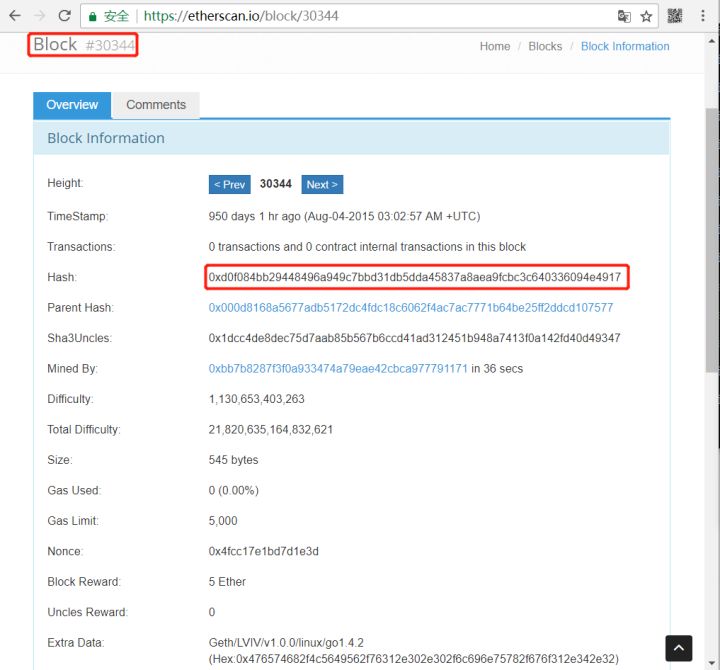 安全 https://etherscan.io/block/30344
Block #30344
Home / Blocks / Block Information
Overview Comments
Block Information
Height: < Prev 30344 Next >
TimeStamp: 950 days 1 hr ago (Aug-04-2015 03:02:57 AM +UTC)
Transactions: 0 transactions and 0 contract internal transactions in this block
Hash: 0xd0f084bb29448496a949c7bbd31db5dda45837a8aea9fcbc3c640336094e4917
Parent Hash: 0x000d8168a5677adb5172dc4fdc18c6062f4ac7ac7771b64be25ff2ddcd107577
Sha3Uncles: 0x1dcc4de8dec75d7aab85b567b6ccd41ad312451b948a7413f0a142fd40d49347
Mined By: 0xbb7b8287f3f0a933474a79eae42cbca977791171 in 36 secs
Difficulty: 1,130,653,403,263
Total Difficulty: 21,820,635,164,832,621
Size: 545 bytes
Gas Used: 0 (0.00%)
Gas Limit: 5,000
Nonce: 0x4fcc17e1bd7d1e3d
Block Reward: 5 Ether
Uncles Reward: 0
Extra Data: Geth/LVIV/v1.0.0/linux/go1.4.2
(Hex:0x476574682f4c5649562f76312e302e302f6c696e75782f676f312e342e32)